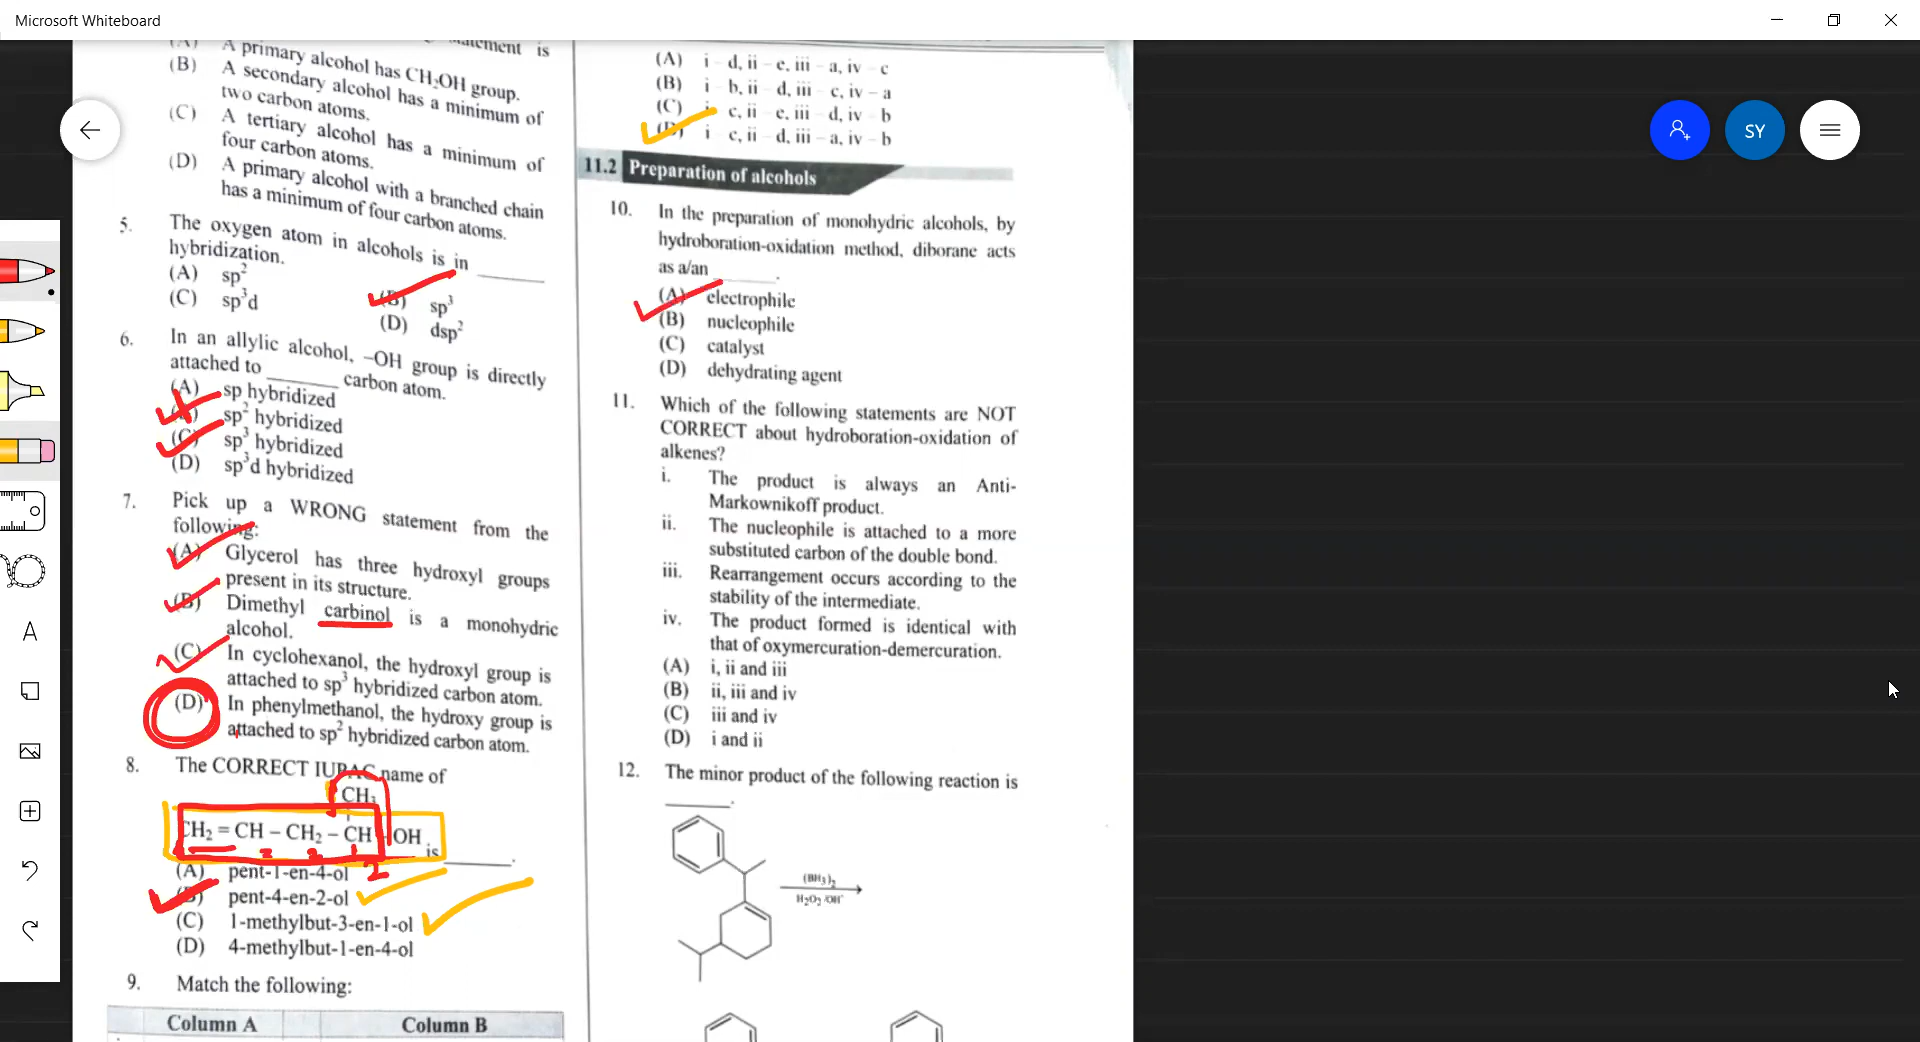 Microsoft Whiteboard
SY
statement is
(A) A primary alcohol has CH₂OH group.
(B) A secondary alcohol has a minimum of
two carbon atoms.
(C) A tertiary alcohol has a minimum of
four carbon atoms.
(D) A primary alcohol with a branched chain
has a minimum of four carbon atoms.
5. The oxygen atom in alcohols is in ______
hybridization.
(A) sp²
(B) sp³
(C) sp³d
(D) dsp²
6. In an allylic alcohol, –OH group is directly
attached to ______ carbon atom.
(A) sp hybridized
sp² hybridized
(C) sp³ hybridized
(D) sp³d hybridized
7. Pick up a WRONG statement from the
following:
(A) Glycerol has three hydroxyl groups
present in its structure.
(B) Dimethyl carbinol is a monohydric
alcohol.
(C) In cyclohexanol, the hydroxyl group is
attached to sp³ hybridized carbon atom.
(D) In phenylmethanol, the hydroxy group is
attached to sp² hybridized carbon atom.
8. The CORRECT IUPAC name of
CH₃
CH₂ = CH – CH₂ – CH OH is ______.
2
(A) pent-1-en-4-ol
(B) pent-4-en-2-ol
(C) 1-methylbut-3-en-1-ol
(D) 4-methylbut-1-en-4-ol
9. Match the following:
Column A Column B
(A) i – d, ii – e, iii – a, iv – c
(B) i – b, ii – d, iii – c, iv – a
(C) i – c, ii – e, iii – d, iv – b
(D) i – c, ii – d, iii – a, iv – b
11.2 Preparation of alcohols
10. In the preparation of monohydric alcohols, by
hydroboration-oxidation method, diborane acts
as a/an ______.
(A) electrophile
(B) nucleophile
(C) catalyst
(D) dehydrating agent
11. Which of the following statements are NOT
CORRECT about hydroboration-oxidation of
alkenes?
i. The product is always an Anti-
Markownikoff product.
ii. The nucleophile is attached to a more
substituted carbon of the double bond.
iii. Rearrangement occurs according to the
stability of the intermediate.
iv. The product formed is identical with
that of oxymercuration-demercuration.
(A) i, ii and iii
(B) ii, iii and iv
(C) iii and iv
(D) i and ii
12. The minor product of the following reaction is
______.
(BH₃)₂
H₂O₂/OH⁻